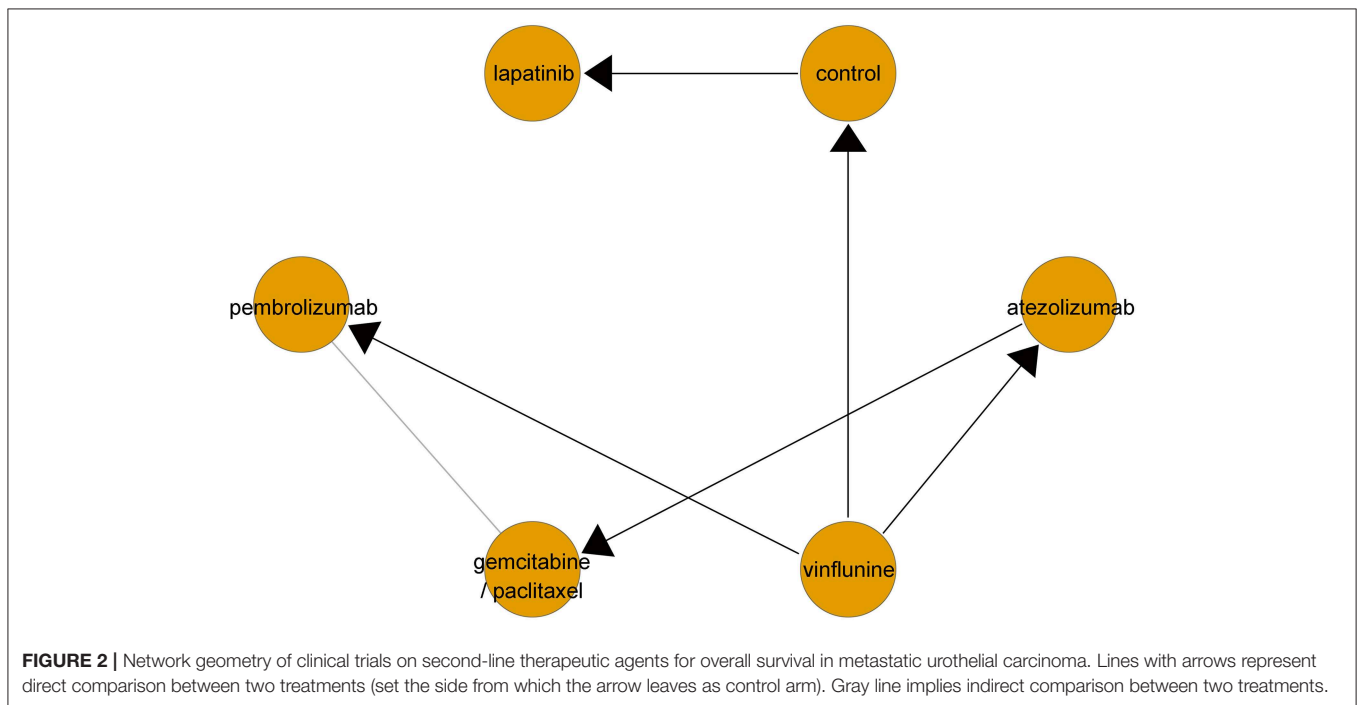 lapatinib
control
pembrolizumab
atezolizumab
gemcitabine
/ paclitaxel
vinflunine
FIGURE 2 | Network geometry of clinical trials on second-line therapeutic agents for overall survival in metastatic urothelial carcinoma. Lines with arrows represent
direct comparison between two treatments (set the side from which the arrow leaves as control arm). Gray line implies indirect comparison between two treatments.